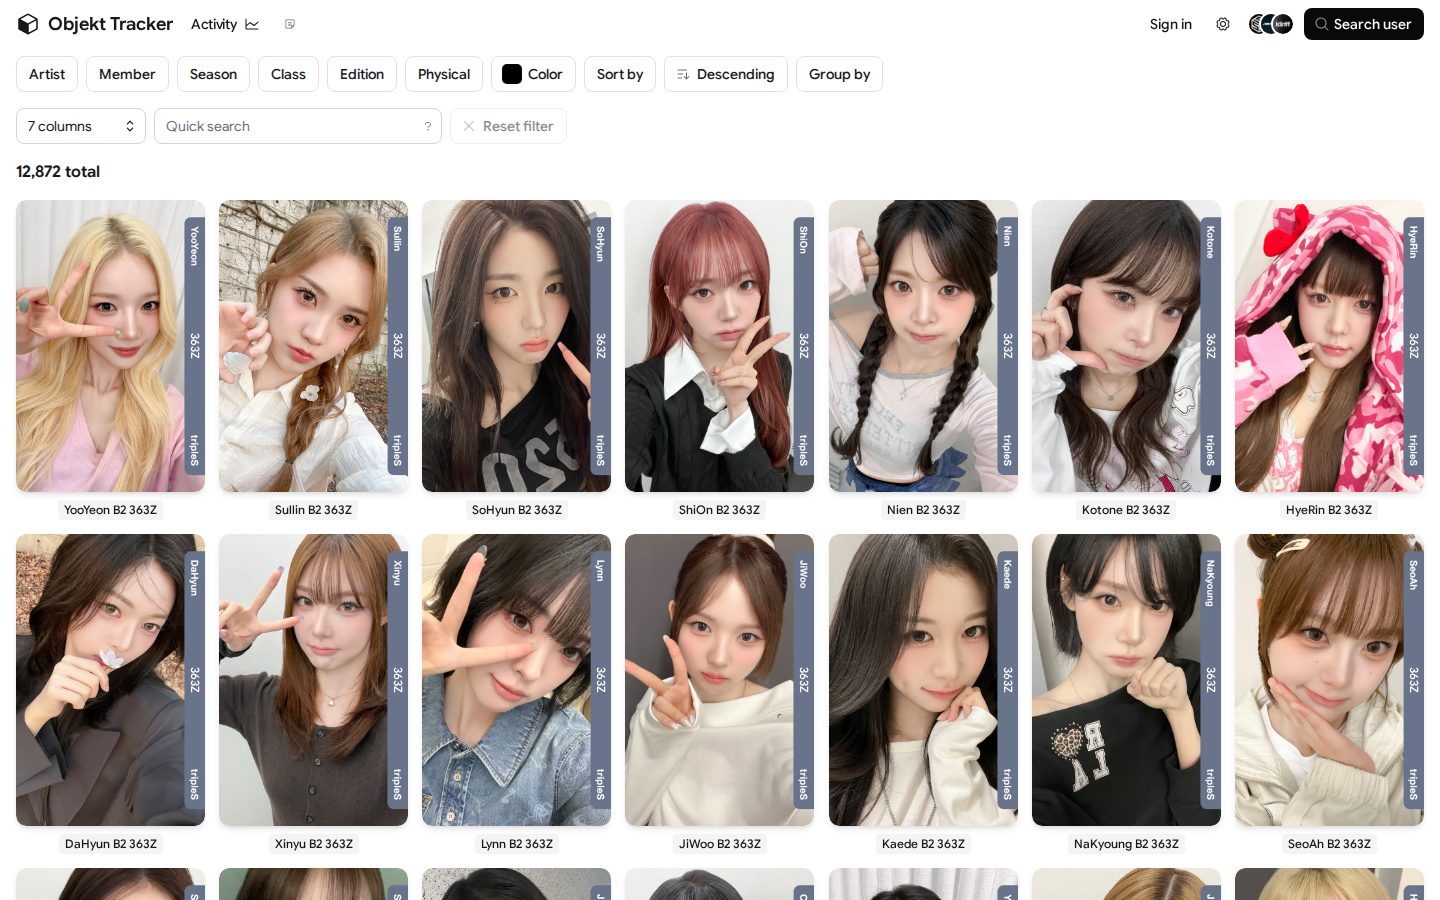 Objekt Tracker
Activity
Sign in
idntt
Search user
Artist
Member
Season
Class
Edition
Physical
Color
Sort by
Descending
Group by
7 columns
Quick search
?
Reset filter
12,872 total
YooYeon 363Z tripleS
Sullin 363Z tripleS
SoHyun 363Z tripleS
ShiOn 363Z tripleS
Nien 363Z tripleS
Kotone 363Z tripleS
HyeRin 363Z tripleS
YooYeon B2 363Z
Sullin B2 363Z
SoHyun B2 363Z
ShiOn B2 363Z
Nien B2 363Z
Kotone B2 363Z
HyeRin B2 363Z
DaHyun 363Z tripleS
Xinyu 363Z tripleS
Lynn 363Z tripleS
JiWoo 363Z tripleS
Kaede 363Z tripleS
NaKyoung 363Z tripleS
SeoAh 363Z tripleS
DaHyun B2 363Z
Xinyu B2 363Z
Lynn B2 363Z
JiWoo B2 363Z
Kaede B2 363Z
NaKyoung B2 363Z
SeoAh B2 363Z